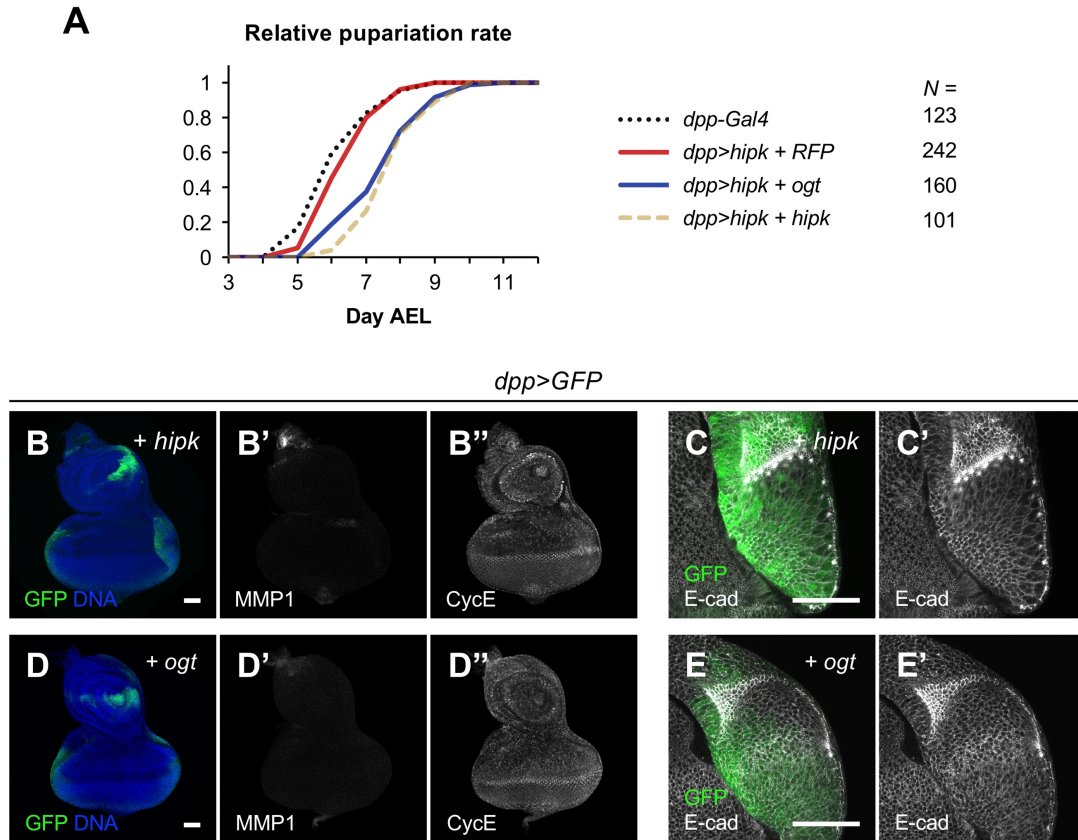 A
Relative pupariation rate
1
0.8
0.6
0.4
0.2
0
3 5 7 9 11
Day AEL
N =
dpp-Gal4 123
dpp>hipk + RFP 242
dpp>hipk + ogt 160
dpp>hipk + hipk 101
dpp>GFP
B + hipk B' B'' C + hipk C'
GFP DNA MMP1 CycE GFP E-cad E-cad
D + ogt D' D'' E + ogt E'
GFP DNA MMP1 CycE GFP E-cad E-cad